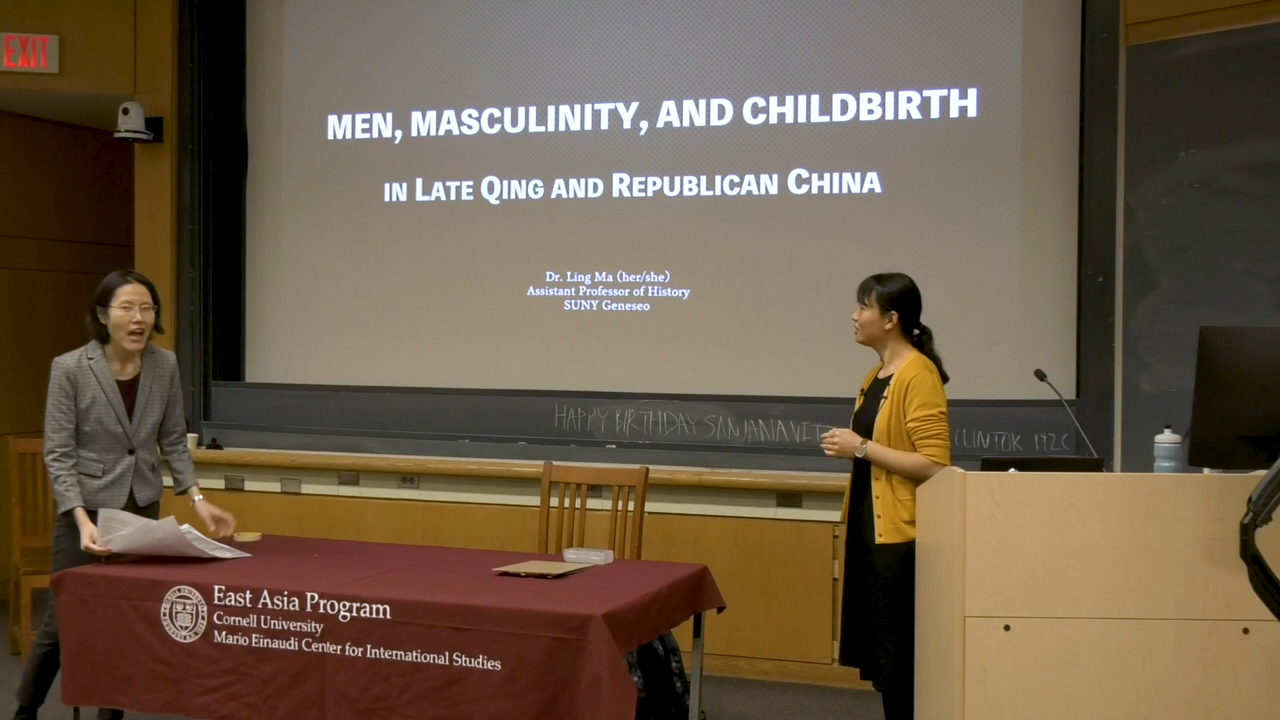 EXIT
MEN, MASCULINITY, AND CHILDBIRTH
IN LATE QING AND REPUBLICAN CHINA
Dr. Ling Ma (her/she)
Assistant Professor of History
SUNY Geneseo
HAPPY BIRTHDAY SANJANA
East Asia Program
Cornell University
Mario Einaudi Center for International Studies